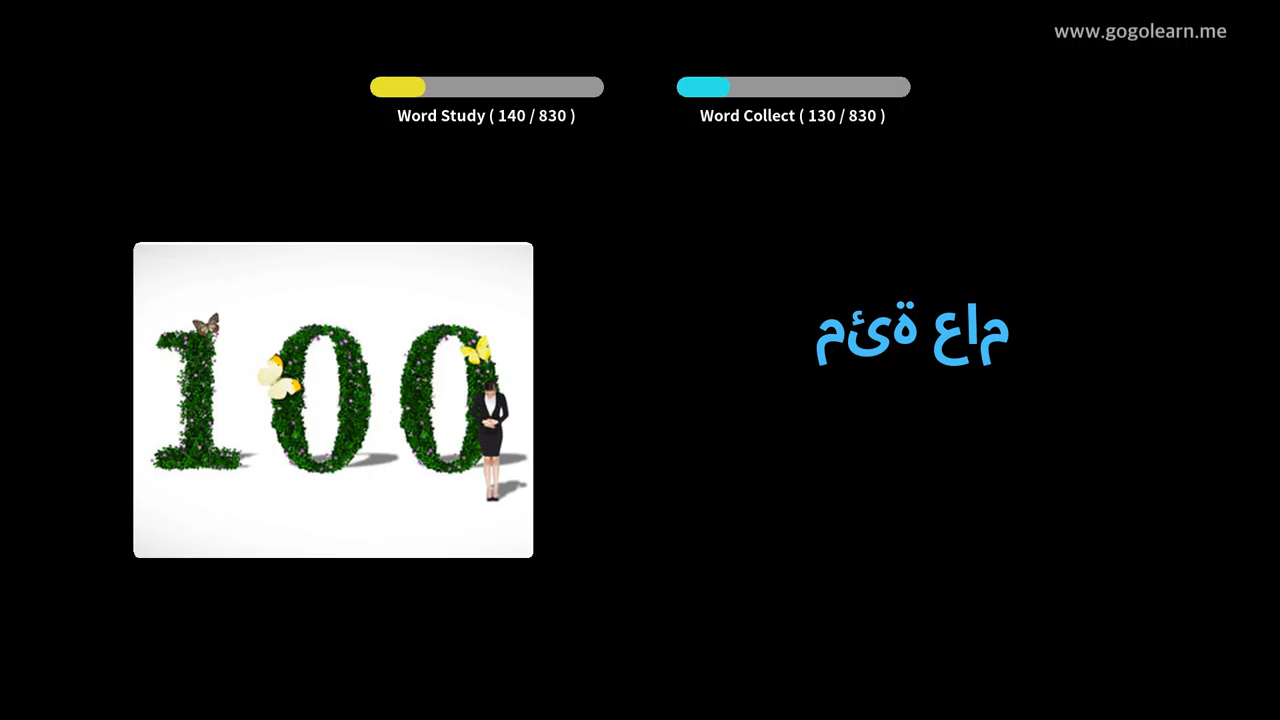 www.gogolearn.me
Word Study ( 140 / 830 )
Word Collect ( 130 / 830 )
100
مئة عام